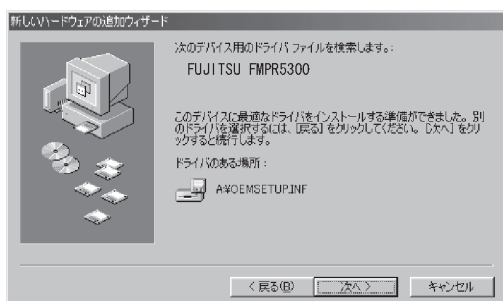 新しいハードウェアの追加ウィザード
次のデバイス用のドライバ ファイルを検索します。:
FUJITSU FMPR5300
このデバイスに最適なドライバをインストールする準備ができました。別
のドライバを選択するには、[戻る] をクリックしてください。[次へ] をクリ
ックすると続行します。
ドライバのある場所 :
A¥OEMSETUP.INF
< 戻る(B)
次へ >
キャンセル